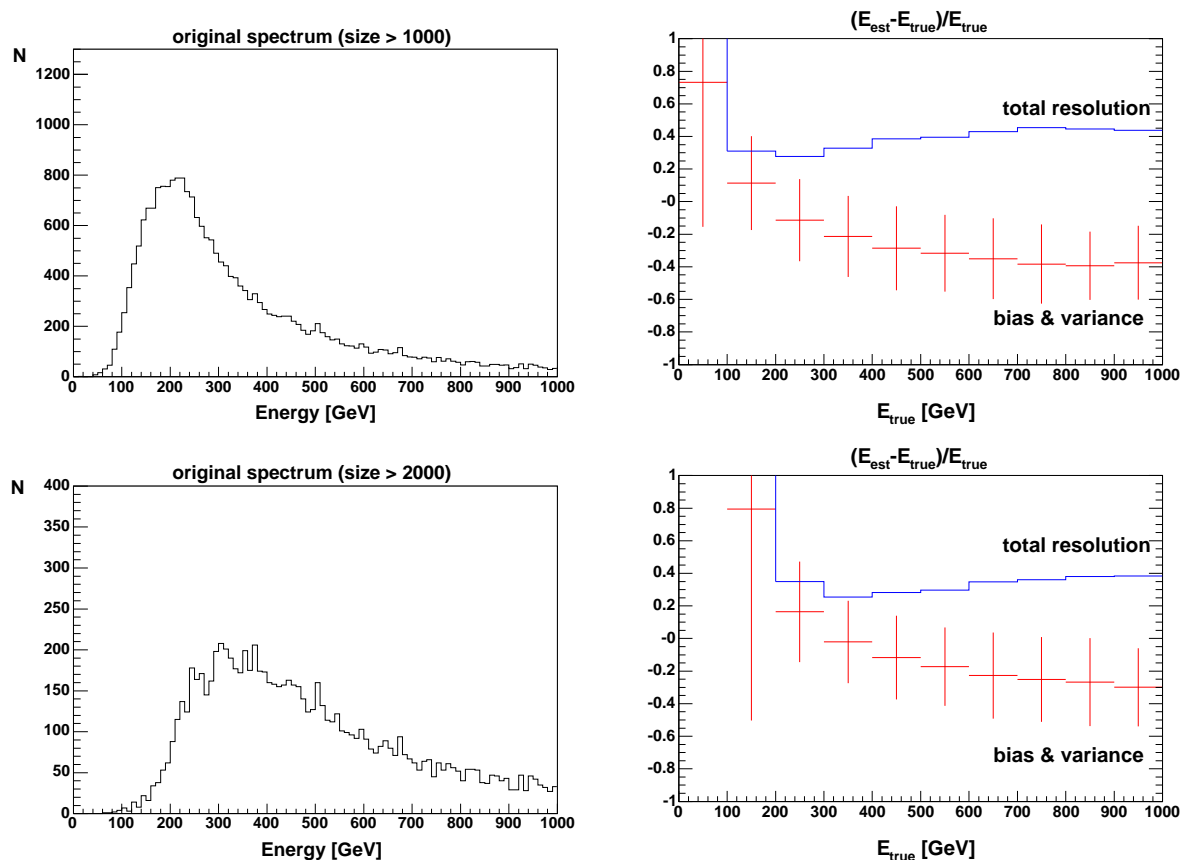 original spectrum (size > 1000)
N
1200
1000
800
600
400
200
0
0 100 200 300 400 500 600 700 800 900 1000
Energy [GeV]
(E_est-E_true)/E_true
1
0.8
0.6
0.4
0.2
-0
-0.2
-0.4
-0.6
-0.8
-1
total resolution
bias & variance
0 100 200 300 400 500 600 700 800 900 1000
E_true [GeV]
original spectrum (size > 2000)
N
400
350
300
250
200
150
100
50
0
0 100 200 300 400 500 600 700 800 900 1000
Energy [GeV]
(E_est-E_true)/E_true
1
0.8
0.6
0.4
0.2
-0
-0.2
-0.4
-0.6
-0.8
-1
total resolution
bias & variance
0 100 200 300 400 500 600 700 800 900 1000
E_true [GeV]